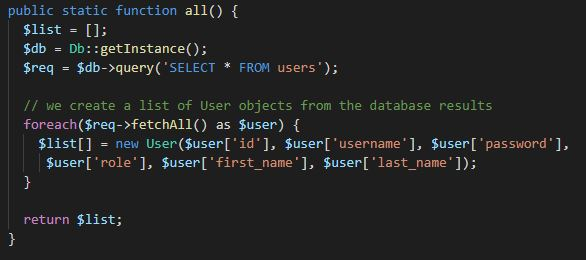 public static function all() {
  $list = [];
  $db = Db::getInstance();
  $req = $db->query('SELECT * FROM users');

  // we create a list of User objects from the database results
  foreach($req->fetchAll() as $user) {
    $list[] = new User($user['id'], $user['username'], $user['password'],
     $user['role'], $user['first_name'], $user['last_name']);
  }

  return $list;
}